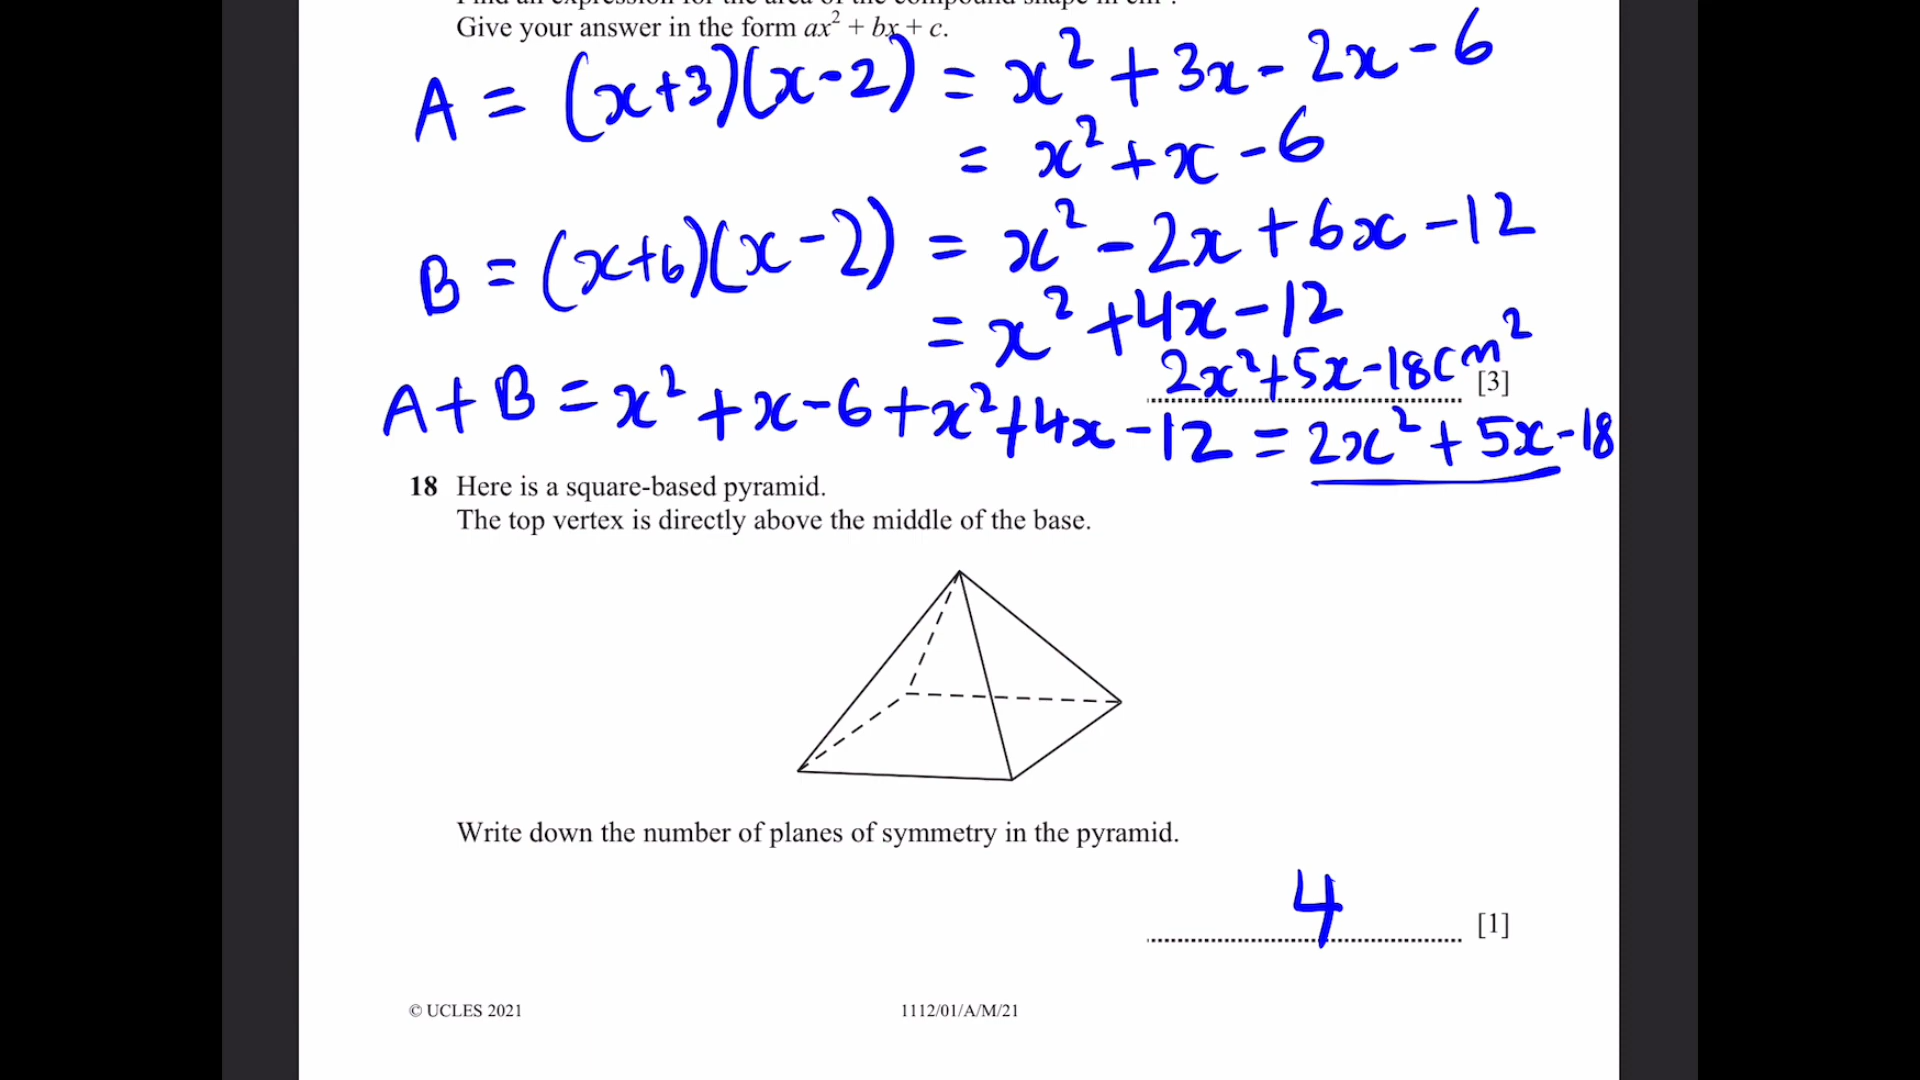 Give your answer in the form ax² + bx + c.
A = (x+3)(x-2) = x² + 3x - 2x - 6
= x² + x - 6
B = (x+6)(x-2) = x² - 2x + 6x - 12
= x² + 4x - 12
2x²+5x-18cm² [3]
A + B = x² + x - 6 + x² + 4x - 12 = 2x² + 5x - 18
18 Here is a square-based pyramid.
The top vertex is directly above the middle of the base.
Write down the number of planes of symmetry in the pyramid.
4 [1]
© UCLES 2021 1112/01/A/M/21